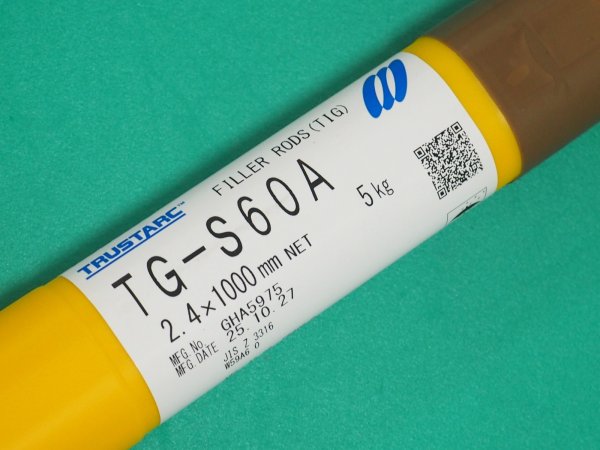 FILLER RODS(TIG)
TRUSTARC™
TG-S60A
2.4×1000mm NET 5kg
MFG.No. GHA5975
MFG.DATE 25.10.27
JIS Z 3316
W59A6 0